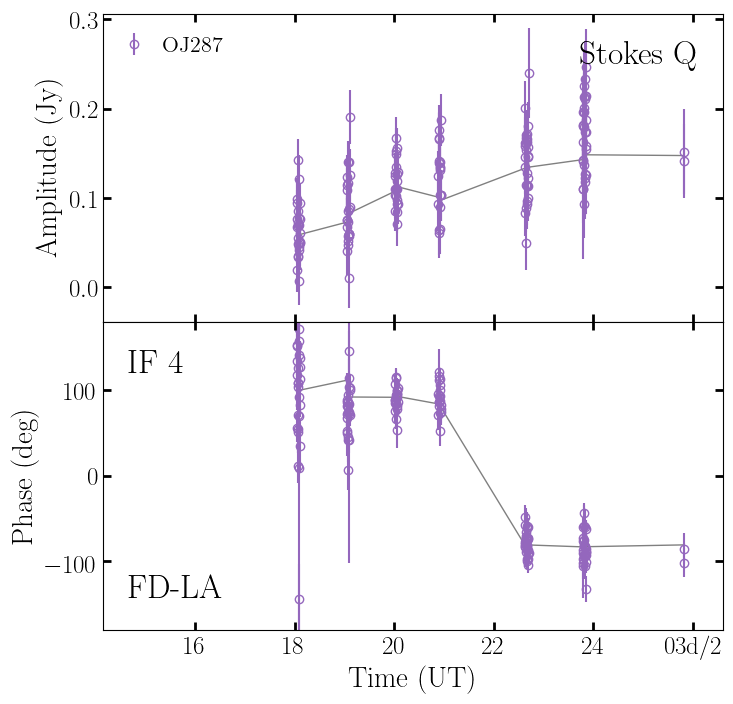 OJ287
Stokes Q
0.3
0.2
0.1
0.0
Amplitude (Jy)
IF 4
100
0
−100
Phase (deg)
FD-LA
16 18 20 22 24 03d/2
Time (UT)